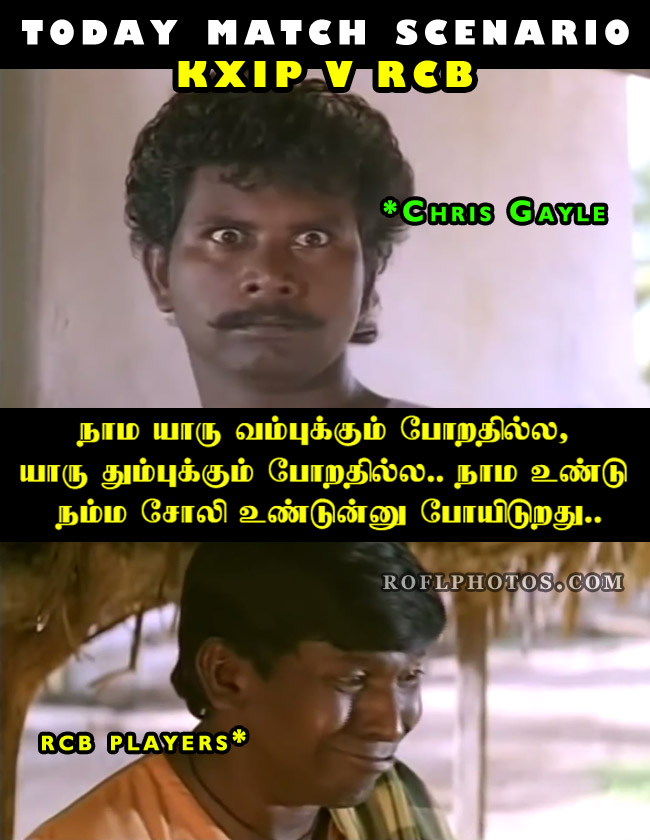 TODAY MATCH SCENARIO
KXIP V RCB
*CHRIS GAYLE
நாம யாரு வம்புக்கும் போறதில்ல,
யாரு தும்புக்கும் போறதில்ல.. நாம உண்டு
நம்ம சோலி உண்டுன்னு போயிடுறது..
ROFLPHOTOS.COM
RCB PLAYERS*